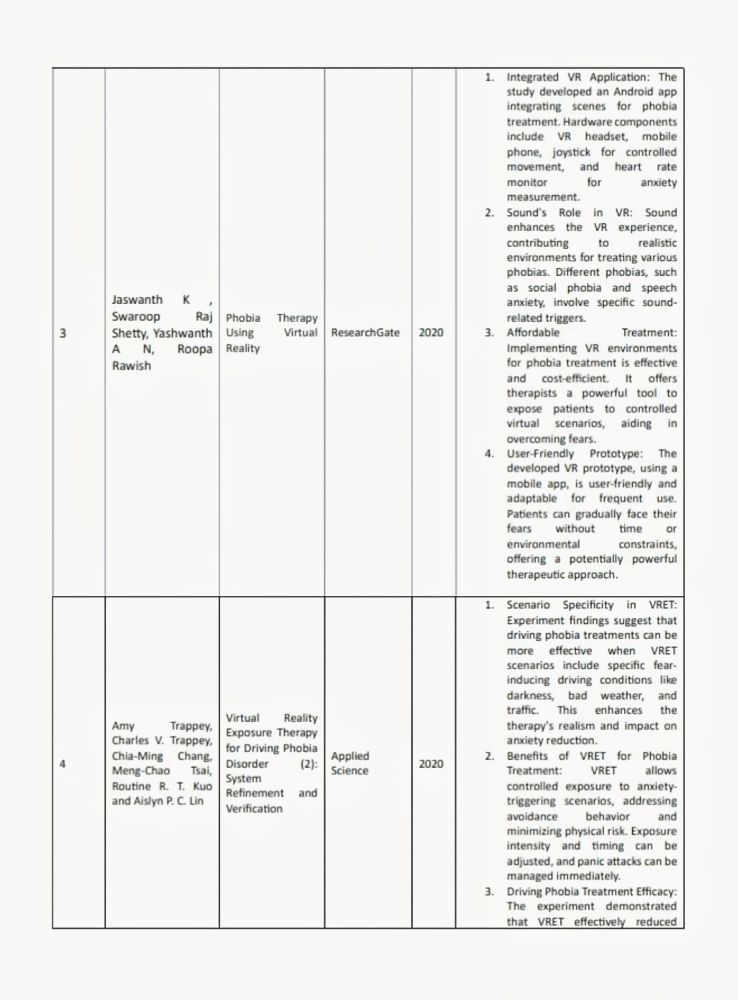 3
Jaswanth K ,
Swaroop Raj
Shetty, Yashwanth
A N, Roopa
Rawish
Phobia Therapy
Using Virtual
Reality
ResearchGate
2020
1. Integrated VR Application: The
study developed an Android app
integrating scenes for phobia
treatment. Hardware components
include VR headset, mobile
phone, joystick for controlled
movement, and heart rate
monitor for anxiety
measurement.
2. Sound's Role in VR: Sound
enhances the VR experience,
contributing to realistic
environments for treating various
phobias. Different phobias, such
as social phobia and speech
anxiety, involve specific sound-
related triggers.
3. Affordable Treatment:
Implementing VR environments
for phobia treatment is effective
and cost-efficient. It offers
therapists a powerful tool to
expose patients to controlled
virtual scenarios, aiding in
overcoming fears.
4. User-Friendly Prototype: The
developed VR prototype, using a
mobile app, is user-friendly and
adaptable for frequent use.
Patients can gradually face their
fears without time or
environmental constraints,
offering a potentially powerful
therapeutic approach.
4
Amy Trappey,
Charles V. Trappey,
Chia-Ming Chang,
Meng-Chao Tsai,
Routine R. T. Kuo
and Aislyn P. C. Lin
Virtual Reality
Exposure Therapy
for Driving Phobia
Disorder (2):
System
Refinement and
Verification
Applied
Science
2020
1. Scenario Specificity in VRET:
Experiment findings suggest that
driving phobia treatments can be
more effective when VRET
scenarios include specific fear-
inducing driving conditions like
darkness, bad weather, and
traffic. This enhances the
therapy's realism and impact on
anxiety reduction.
2. Benefits of VRET for Phobia
Treatment: VRET allows
controlled exposure to anxiety-
triggering scenarios, addressing
avoidance behavior and
minimizing physical risk. Exposure
intensity and timing can be
adjusted, and panic attacks can be
managed immediately.
3. Driving Phobia Treatment Efficacy:
The experiment demonstrated
that VRET effectively reduced